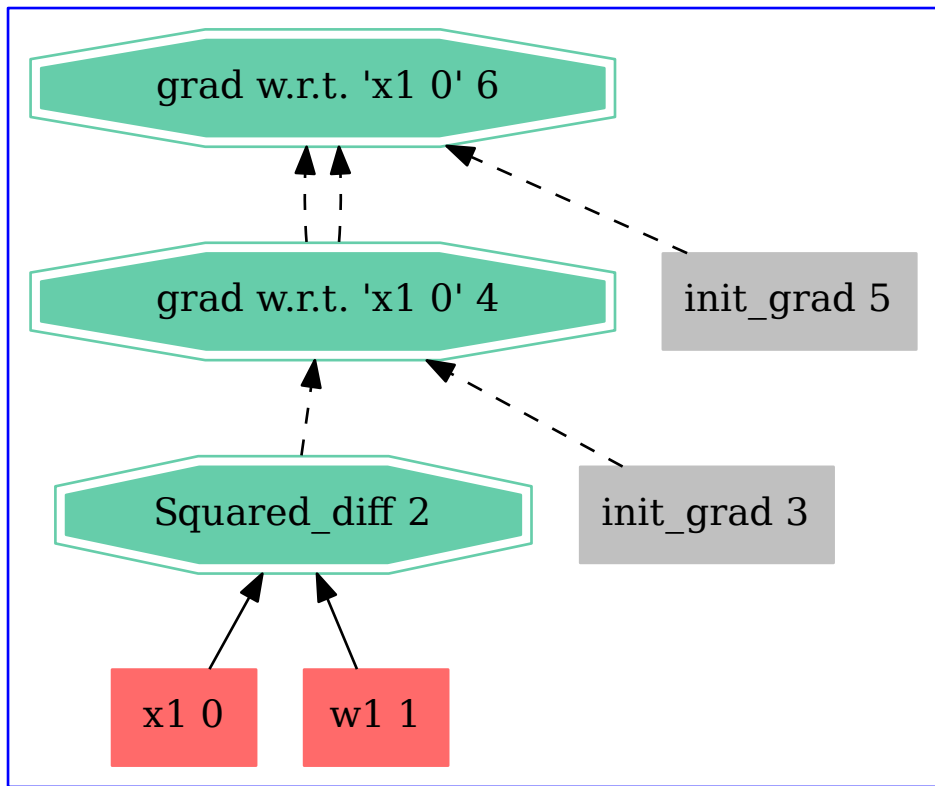 grad w.r.t. 'x1 0' 6
grad w.r.t. 'x1 0' 4
init_grad 5
Squared_diff 2
init_grad 3
x1 0
w1 1